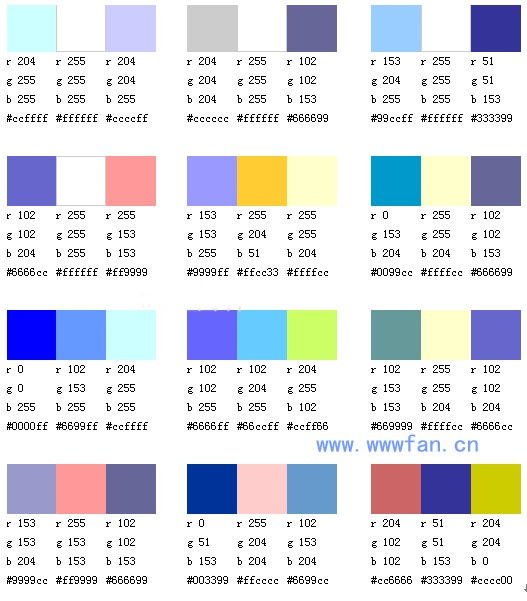 r 204 r 255 r 204 r 204 r 255 r 102 r 153 r 255 r 51
g 255 g 255 g 204 g 204 g 255 g 102 g 204 g 255 g 51
b 255 b 255 b 255 b 204 b 255 b 153 b 255 b 255 b 153
#ccffff #ffffff #ccccff #cccccc #ffffff #666699 #99ccff #ffffff #333399
r 102 r 255 r 255 r 153 r 255 r 255 r 0 r 255 r 102
g 102 g 255 g 153 g 153 g 204 g 255 g 153 g 255 g 102
b 204 b 255 b 153 b 255 b 51 b 204 b 204 b 204 b 153
#6666cc #ffffff #ff9999 #9999ff #ffcc33 #ffffcc #0099cc #ffffcc #666699
r 0 r 102 r 204 r 102 r 102 r 204 r 102 r 255 r 102
g 0 g 153 g 255 g 102 g 204 g 255 g 153 g 255 g 102
b 255 b 255 b 255 b 255 b 255 b 102 b 153 b 204 b 204
#0000ff #6699ff #ccffff #6666ff #66ccff #ccff66 #669999 #ffffcc #6666cc
www.wwwfan.cn
r 153 r 255 r 102 r 0 r 255 r 102 r 204 r 51 r 204
g 153 g 153 g 102 g 51 g 204 g 153 g 102 g 51 g 204
b 204 b 153 b 153 b 153 b 204 b 204 b 102 b 153 b 0
#9999cc #ff9999 #666699 #003399 #ffcccc #6699cc #cc6666 #333399 #cccc00